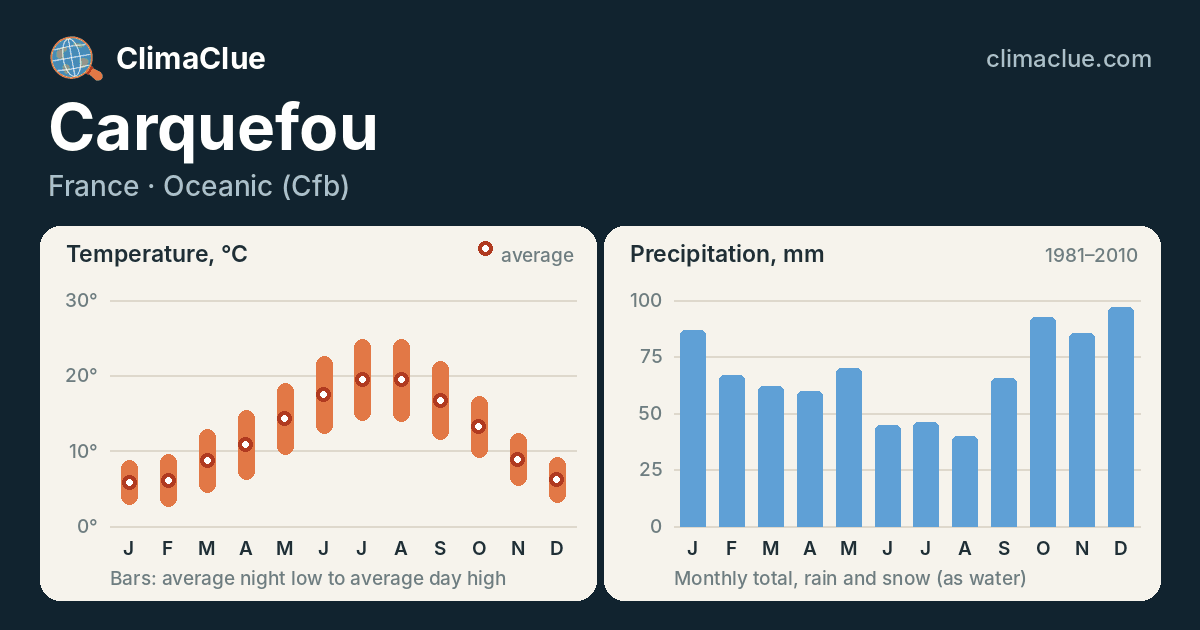 ClimaClue
climaclue.com
Carquefou
France · Oceanic (Cfb)
Temperature, °C
average
30°
20°
10°
0°
J F M A M J J A S O N D
Bars: average night low to average day high
Precipitation, mm
1981–2010
100
75
50
25
0
J F M A M J J A S O N D
Monthly total, rain and snow (as water)